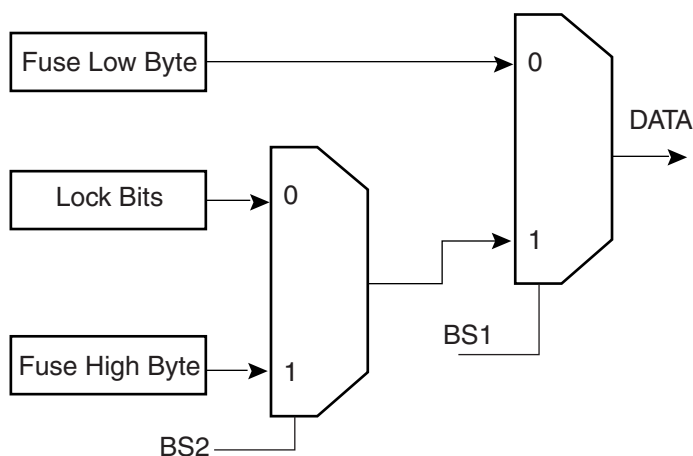 Fuse Low Byte
0
DATA
Lock Bits
0
1
BS1
Fuse High Byte
1
BS2